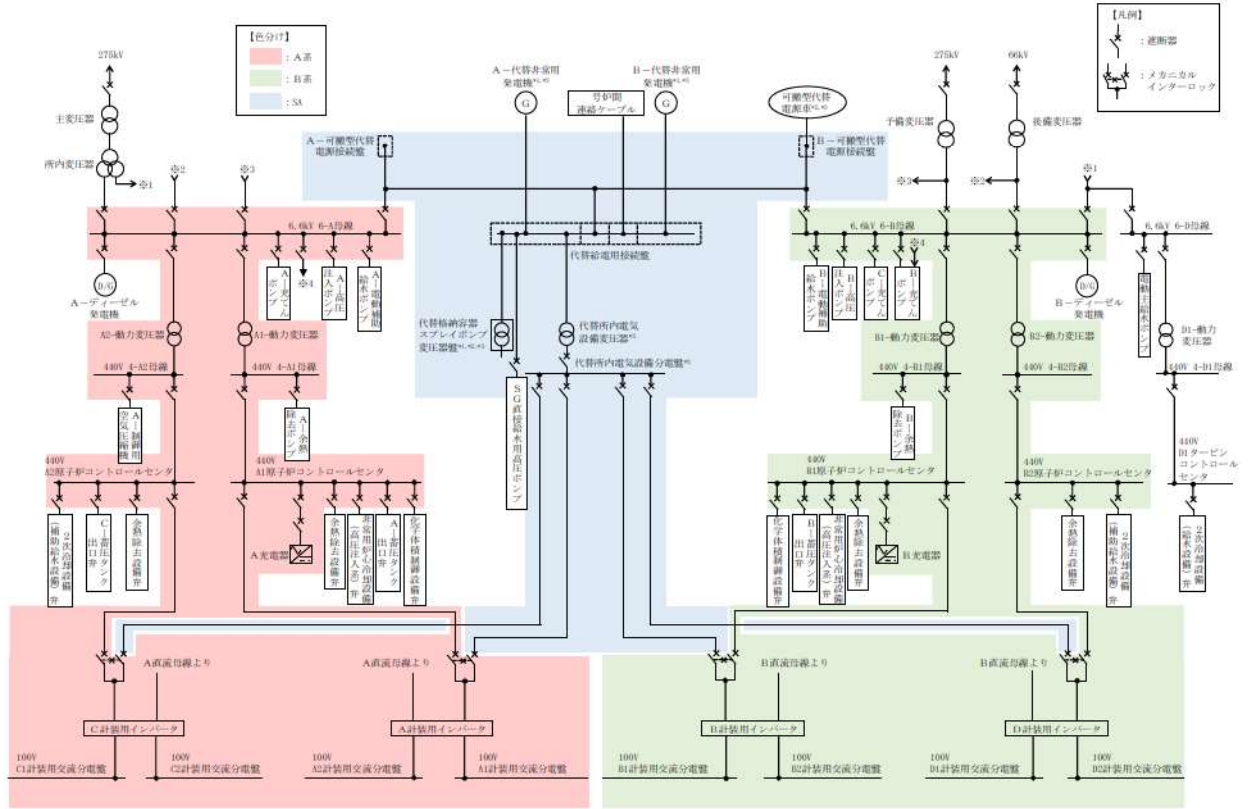 【色分け】
：A系
：B系
：SA
【凡例】
：遮断器
：メカニカル
インターロック
275kV
主変圧器
所内変圧器
※1
※2
※3
A－代替非常用
発電機
G
号炉間
連絡ケーブル
B－代替非常用
発電機
G
可搬型代替
電源車
A－可搬型代替
電源接続盤
B－可搬型代替
電源接続盤
275kV
予備変圧器
※3
66kV
後備変圧器
※2
※1
6.6kV 6-A母線
代替給電用接続盤
6.6kV 6-B母線
6.6kV 6-D母線
D/G
A－ディーゼル
発電機
A－充てん
ポンプ
※4
A－高圧
注入ポンプ
A－電動補助
給水ポンプ
B－電動補助
給水ポンプ
B－高圧
注入ポンプ
C－充てん
ポンプ
※4
B－充てん
ポンプ
D/G
B－ディーゼル
発電機
電動主給水ポンプ
A2-動力変圧器
A1-動力変圧器
代替格納容器
スプレイポンプ
変圧器盤
代替所内電気
設備変圧器
B1-動力変圧器
B2-動力変圧器
D1-動力
変圧器
440V 4-A2母線
440V 4-A1母線
代替所内電気設備分電盤
440V 4-B1母線
440V 4-B2母線
440V 4-D1母線
A－制御用
空気圧縮機
A－余熱
除去ポンプ
SG直接給水用高圧ポンプ
B－余熱
除去ポンプ
440V
A2原子炉コントロールセンタ
440V
A1原子炉コントロールセンタ
440V
B1原子炉コントロールセンタ
440V
B2原子炉コントロールセンタ
440V
D1タービン
コントロール
センタ
2次冷却設備
（補助給水設備）弁
C－蓄圧タンク
出口弁
余熱除去設備弁
A充電器
余熱除去設備弁
非常用炉心冷却設備
（高圧注入系）弁
A－蓄圧タンク
出口弁
化学体積制御設備弁
化学体積制御設備弁
B－蓄圧タンク
出口弁
非常用炉心冷却設備
（高圧注入系）弁
余熱除去設備弁
B充電器
余熱除去設備弁
2次冷却設備
（補助給水設備）弁
2次冷却設備
（給水設備）弁
A直流母線より
A直流母線より
B直流母線より
B直流母線より
C計装用インバータ
A計装用インバータ
B計装用インバータ
D計装用インバータ
100V
C1計装用交流分電盤
100V
C2計装用交流分電盤
100V
A2計装用交流分電盤
100V
A1計装用交流分電盤
100V
B1計装用交流分電盤
100V
B2計装用交流分電盤
100V
D1計装用交流分電盤
100V
D2計装用交流分電盤